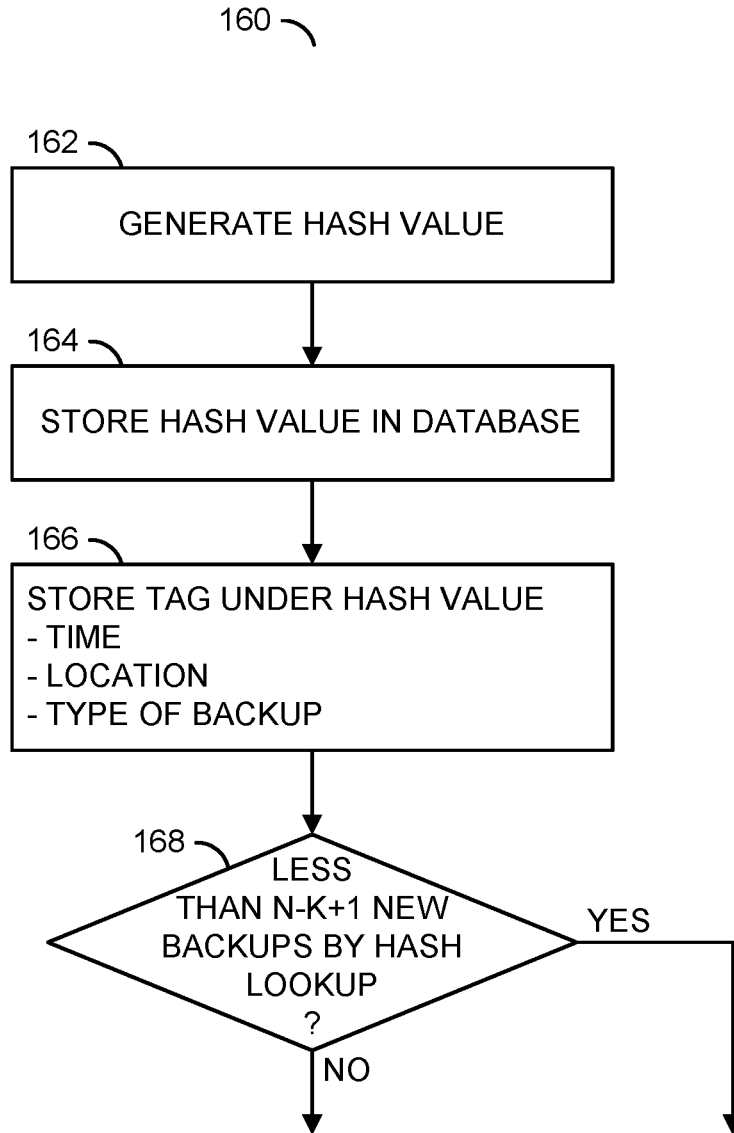 160
162
GENERATE HASH VALUE
164
STORE HASH VALUE IN DATABASE
166
STORE TAG UNDER HASH VALUE
- TIME
- LOCATION
- TYPE OF BACKUP
168
LESS
THAN N-K+1 NEW
BACKUPS BY HASH
LOOKUP
?
YES
NO